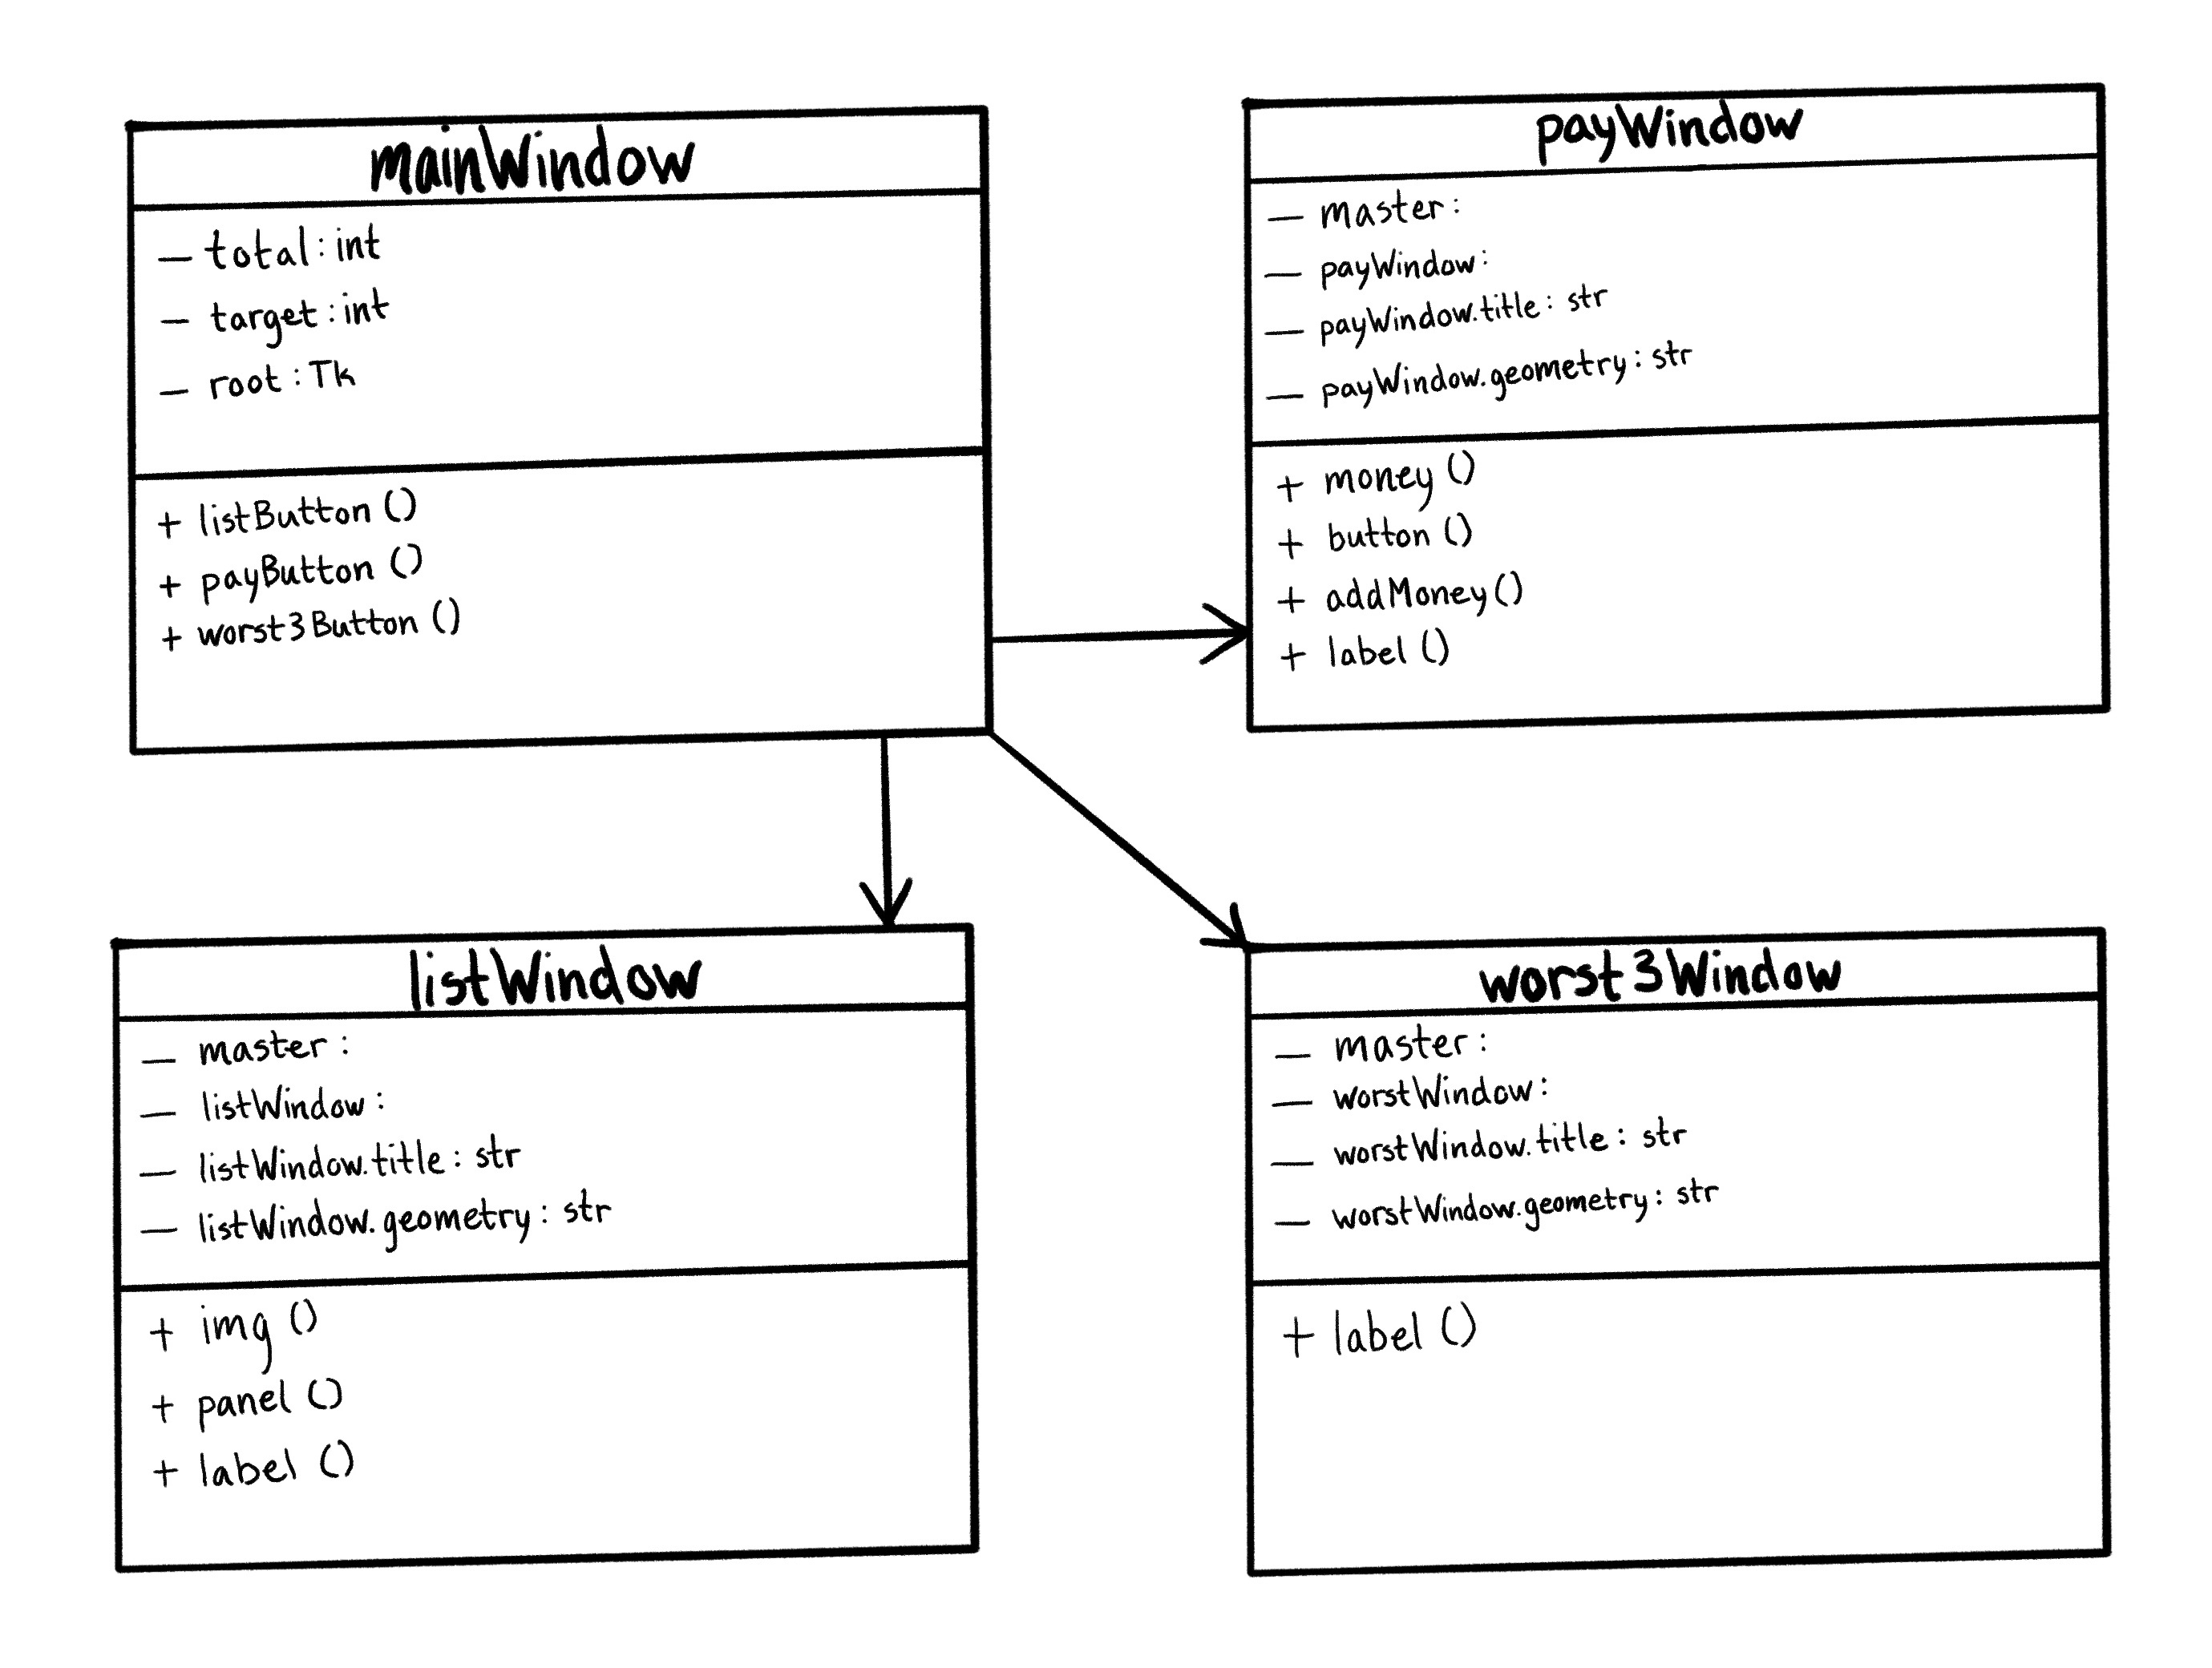 mainWindow
- total: int
- target: int
- root: Tk
+ listButton ()
+ payButton ()
+ worst3Button ()
payWindow
- master:
- payWindow:
- payWindow.title: str
- payWindow.geometry: str
+ money ()
+ button ()
+ addMoney ()
+ label ()
listWindow
- master:
- listWindow:
- listWindow.title: str
- listWindow.geometry: str
+ img ()
+ panel ()
+ label ()
worst3Window
- master:
- worstWindow:
- worstWindow.title: str
- worstWindow.geometry: str
+ label ()